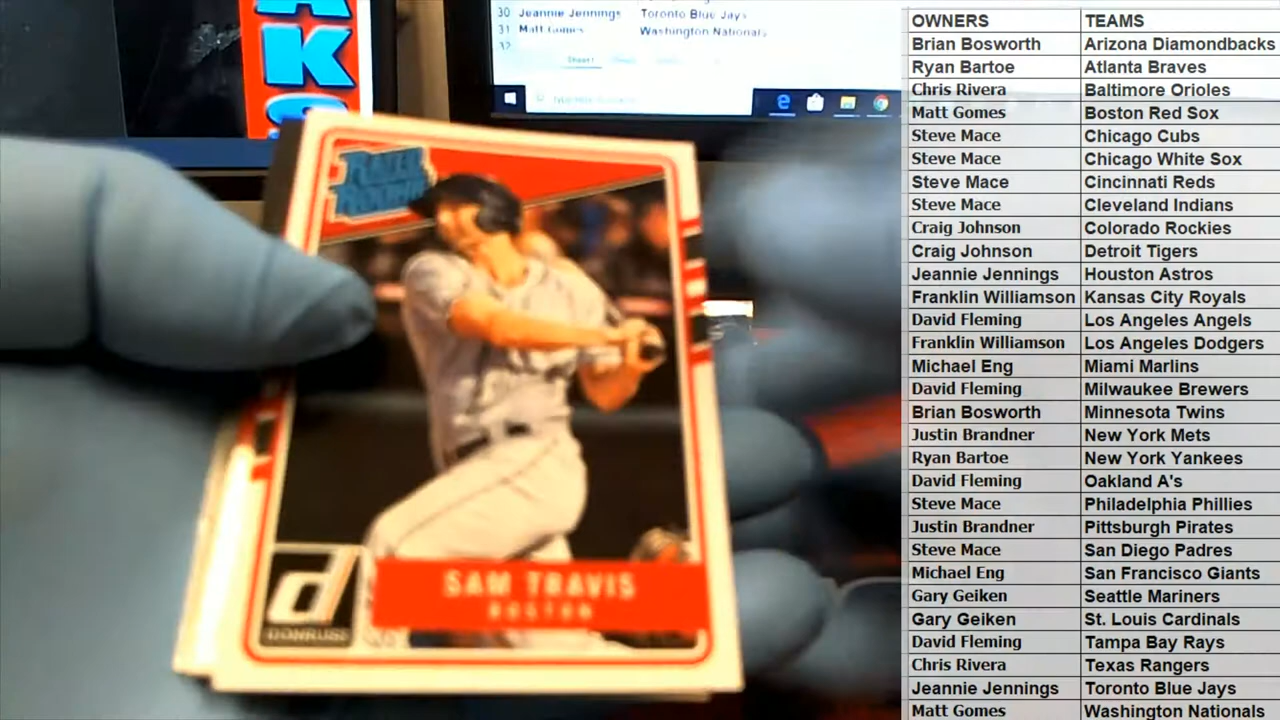 AKS
30 Jeannie Jennings Toronto Blue Jays
31 Matt Gomes Washington Nationals
32
RATED
ROOKIE
SAM TRAVIS
BOSTON
d
DONRUSS
OWNERS TEAMS
Brian Bosworth Arizona Diamondbacks
Ryan Bartoe Atlanta Braves
Chris Rivera Baltimore Orioles
Matt Gomes Boston Red Sox
Steve Mace Chicago Cubs
Steve Mace Chicago White Sox
Steve Mace Cincinnati Reds
Steve Mace Cleveland Indians
Craig Johnson Colorado Rockies
Craig Johnson Detroit Tigers
Jeannie Jennings Houston Astros
Franklin Williamson Kansas City Royals
David Fleming Los Angeles Angels
Franklin Williamson Los Angeles Dodgers
Michael Eng Miami Marlins
David Fleming Milwaukee Brewers
Brian Bosworth Minnesota Twins
Justin Brandner New York Mets
Ryan Bartoe New York Yankees
David Fleming Oakland A's
Steve Mace Philadelphia Phillies
Justin Brandner Pittsburgh Pirates
Steve Mace San Diego Padres
Michael Eng San Francisco Giants
Gary Geiken Seattle Mariners
Gary Geiken St. Louis Cardinals
David Fleming Tampa Bay Rays
Chris Rivera Texas Rangers
Jeannie Jennings Toronto Blue Jays
Matt Gomes Washington Nationals